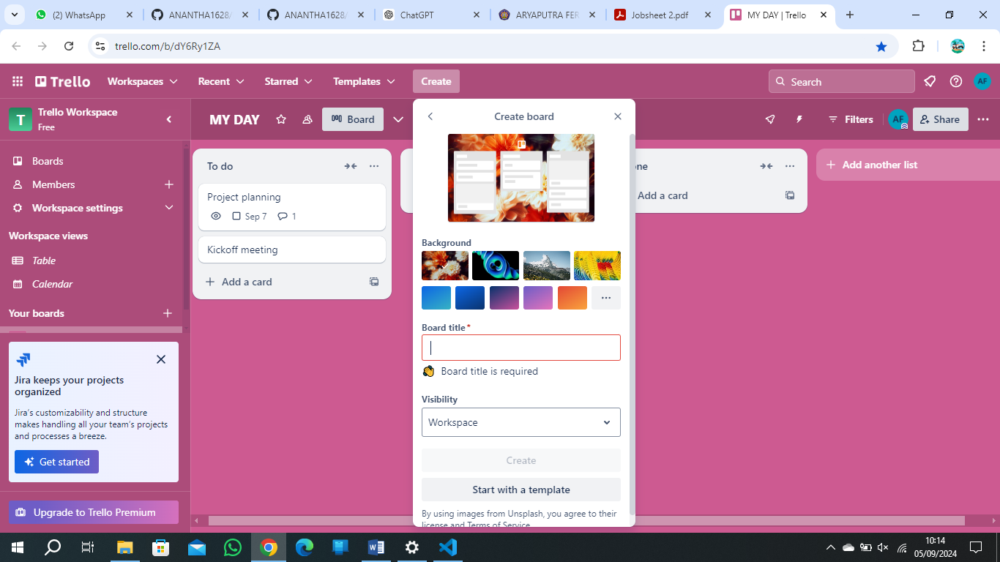 (2) WhatsApp
ANANTHA1628/
ANANTHA1628/
ChatGPT
ARYAPUTRA FER
Jobsheet 2.pdf
MY DAY | Trello
trello.com/b/dY6Ry1ZA
Trello
Workspaces
Recent
Starred
Templates
Create
Search
AF
T
Trello Workspace
Free
MY DAY
Board
Filters
AF
Share
Boards
Members
Workspace settings
Workspace views
Table
Calendar
Your boards
Jira keeps your projects
organized
Jira's customizability and structure
makes handling all your team's projects
and processes a breeze.
Get started
Upgrade to Trello Premium
To do
Project planning
Sep 7
1
Kickoff meeting
Add a card
Create board
Background
Board title *
Board title is required
Visibility
Workspace
Create
Start with a template
By using images from Unsplash, you agree to their
license and Terms of Service
one
Add a card
Add another list
10:14
05/09/2024